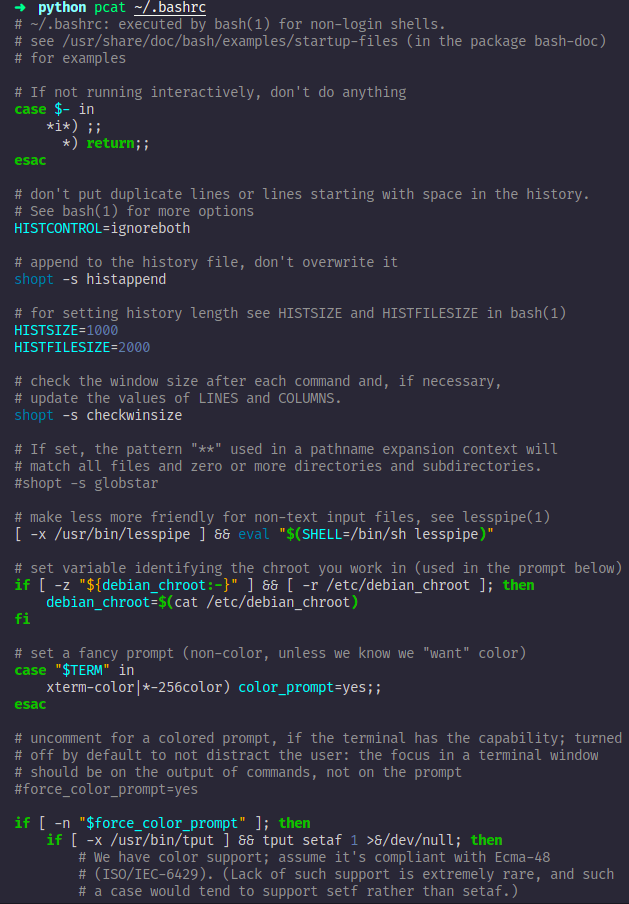 ➜  python pcat ~/.bashrc
# ~/.bashrc: executed by bash(1) for non-login shells.
# see /usr/share/doc/bash/examples/startup-files (in the package bash-doc)
# for examples

# If not running interactively, don't do anything
case $- in
    *i*) ;;
      *) return;;
esac

# don't put duplicate lines or lines starting with space in the history.
# See bash(1) for more options
HISTCONTROL=ignoreboth

# append to the history file, don't overwrite it
shopt -s histappend

# for setting history length see HISTSIZE and HISTFILESIZE in bash(1)
HISTSIZE=1000
HISTFILESIZE=2000

# check the window size after each command and, if necessary,
# update the values of LINES and COLUMNS.
shopt -s checkwinsize

# If set, the pattern "**" used in a pathname expansion context will
# match all files and zero or more directories and subdirectories.
#shopt -s globstar

# make less more friendly for non-text input files, see lesspipe(1)
[ -x /usr/bin/lesspipe ] && eval "$(SHELL=/bin/sh lesspipe)"

# set variable identifying the chroot you work in (used in the prompt below)
if [ -z "${debian_chroot:-}" ] && [ -r /etc/debian_chroot ]; then
    debian_chroot=$(cat /etc/debian_chroot)
fi

# set a fancy prompt (non-color, unless we know we "want" color)
case "$TERM" in
    xterm-color|*-256color) color_prompt=yes;;
esac

# uncomment for a colored prompt, if the terminal has the capability; turned
# off by default to not distract the user: the focus in a terminal window
# should be on the output of commands, not on the prompt
#force_color_prompt=yes

if [ -n "$force_color_prompt" ]; then
    if [ -x /usr/bin/tput ] && tput setaf 1 >&/dev/null; then
        # We have color support; assume it's compliant with Ecma-48
        # (ISO/IEC-6429). (Lack of such support is extremely rare, and such
        # a case would tend to support setf rather than setaf.)